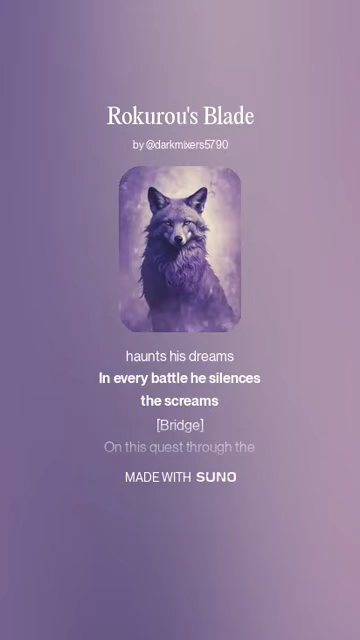 Rokurou's Blade
by @darkmixers5790
haunts his dreams
In every battle he silences
the screams
[Bridge]
On this quest through the
MADE WITH SUNO